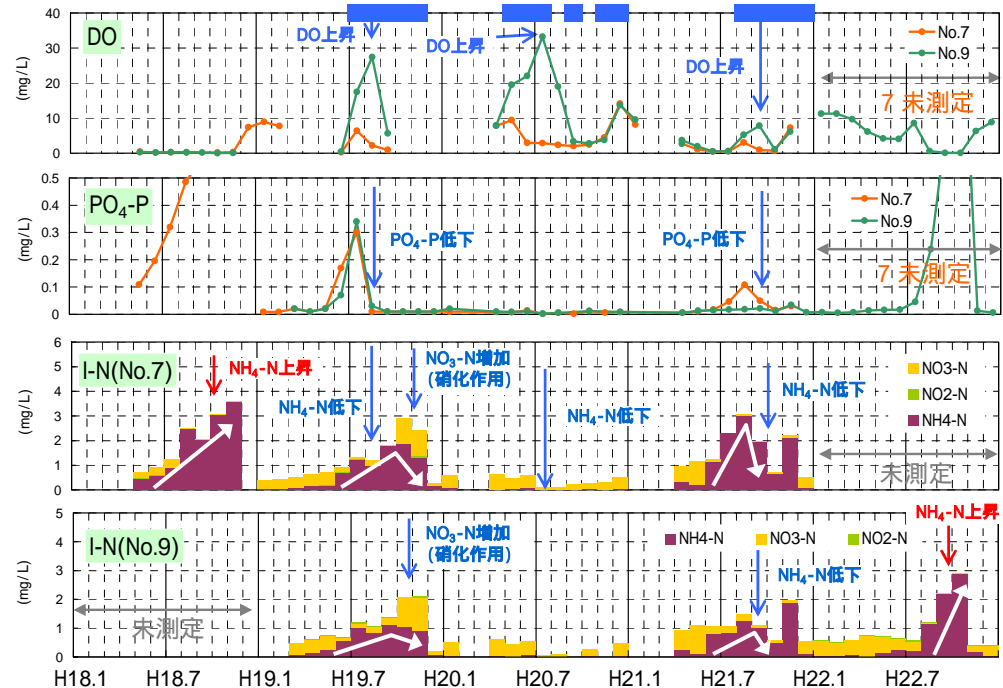 DO
(mg/L)
40
30
20
10
0
DO上昇
DO上昇
DO上昇
No.7
No.9
7 未測定
PO₄-P
(mg/L)
0.5
0.4
0.3
0.2
0.1
0
PO₄-P低下
PO₄-P低下
No.7
No.9
7 未測定
I-N(No.7)
(mg/L)
6
5
4
3
2
1
0
NH₄-N上昇
NH₄-N低下
NO₃-N増加
(硝化作用)
NH₄-N低下
NH₄-N低下
NO3-N
NO2-N
NH4-N
未測定
I-N(No.9)
(mg/L)
5
4
3
2
1
0
未測定
NO₃-N増加
(硝化作用)
NH4-N NO3-N NO2-N
NH₄-N低下
NH₄-N上昇
H18.1 H18.7 H19.1 H19.7 H20.1 H20.7 H21.1 H21.7 H22.1 H22.7